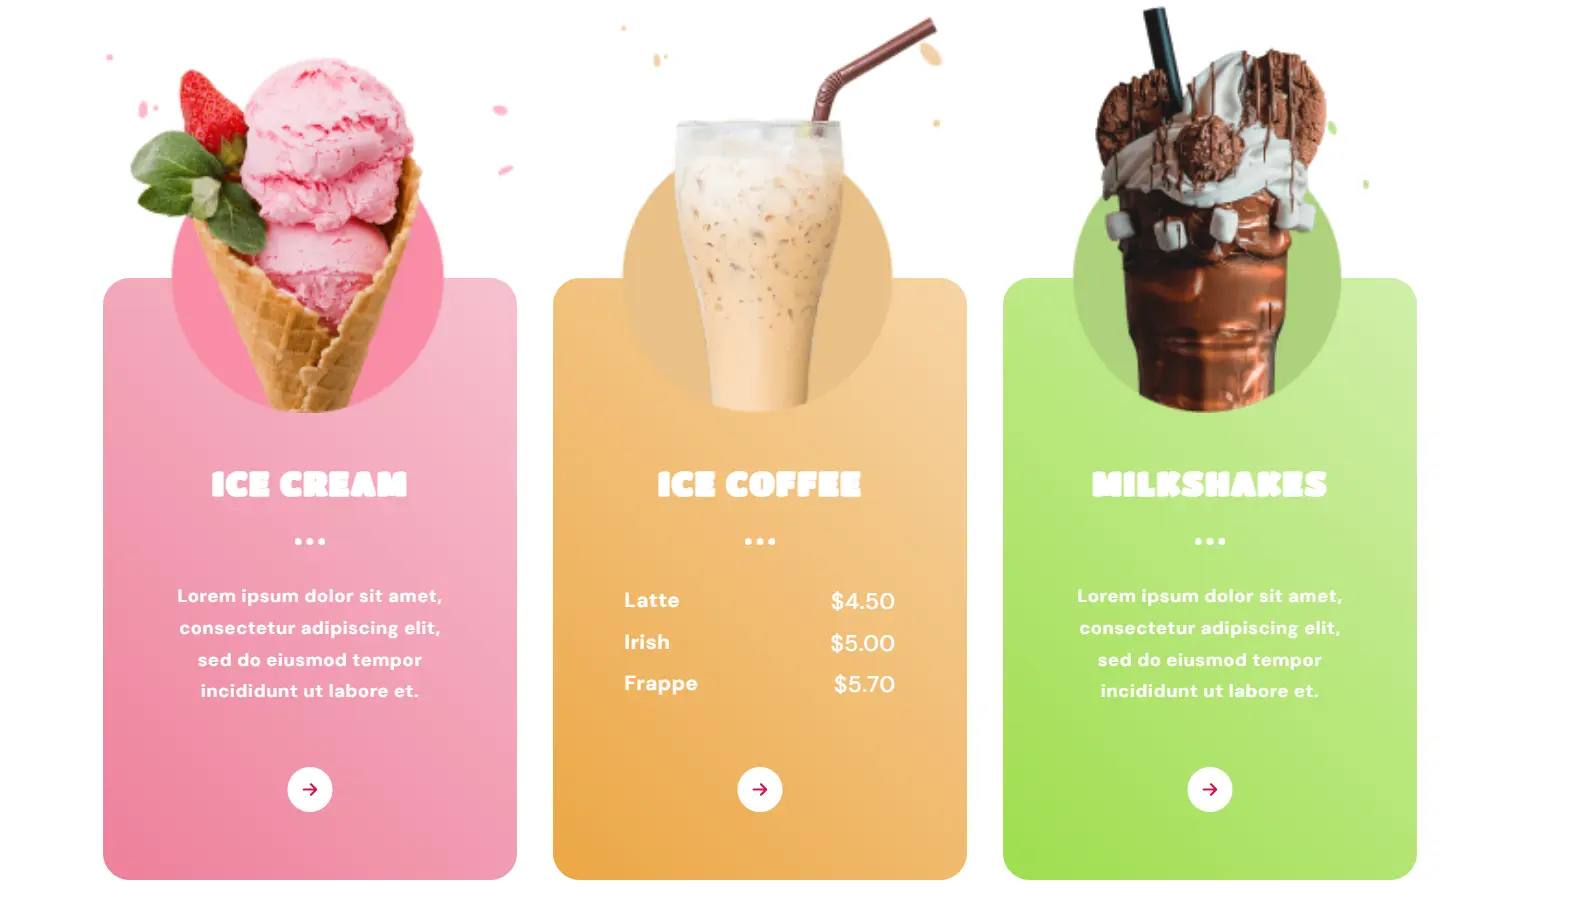 ICE CREAM
Lorem ipsum dolor sit amet,
consectetur adipiscing elit,
sed do eiusmod tempor
incididunt ut labore et.
ICE COFFEE
Latte $4.50
Irish $5.00
Frappe $5.70
MILKSHAKES
Lorem ipsum dolor sit amet,
consectetur adipiscing elit,
sed do eiusmod tempor
incididunt ut labore et.